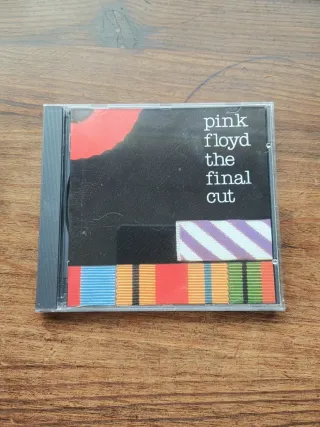 pink
floyd
the
final
cut